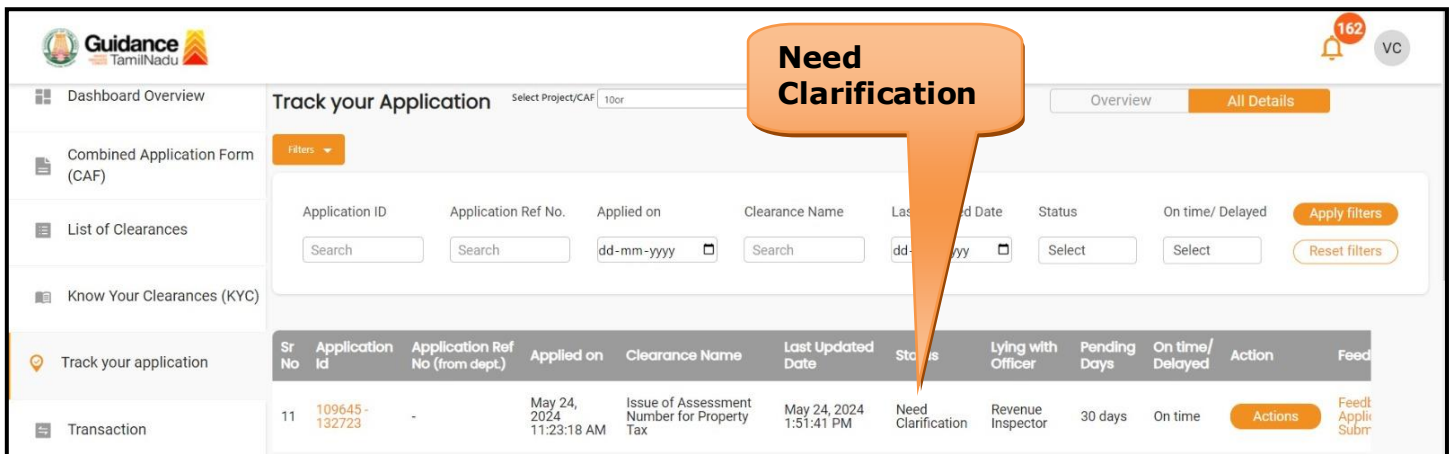 Guidance
TamilNadu
Need
Clarification
162
VC
Dashboard Overview
Track your Application
Select Project/CAF
10or
Overview
All Details
Combined Application Form
(CAF)
Filters
List of Clearances
Application ID
Application Ref No.
Applied on
Clearance Name
Status
On time/ Delayed
Apply filters
Search
Search
dd-mm-yyyy
Search
Select
Select
Reset filters
Know Your Clearances (KYC)
Track your application
Sr
No
Application
Id
Application Ref
No (from dept.)
Applied on
Clearance Name
Last Updated
Date
Lying with
Officer
Pending
Days
On time/
Delayed
Action
11
109645-
132723
-
May 24,
2024
11:23:18 AM
Issue of Assessment
Number for Property
Tax
May 24, 2024
1:51:41 PM
Need
Clarification
Revenue
Inspector
30 days
On time
Actions
Transaction